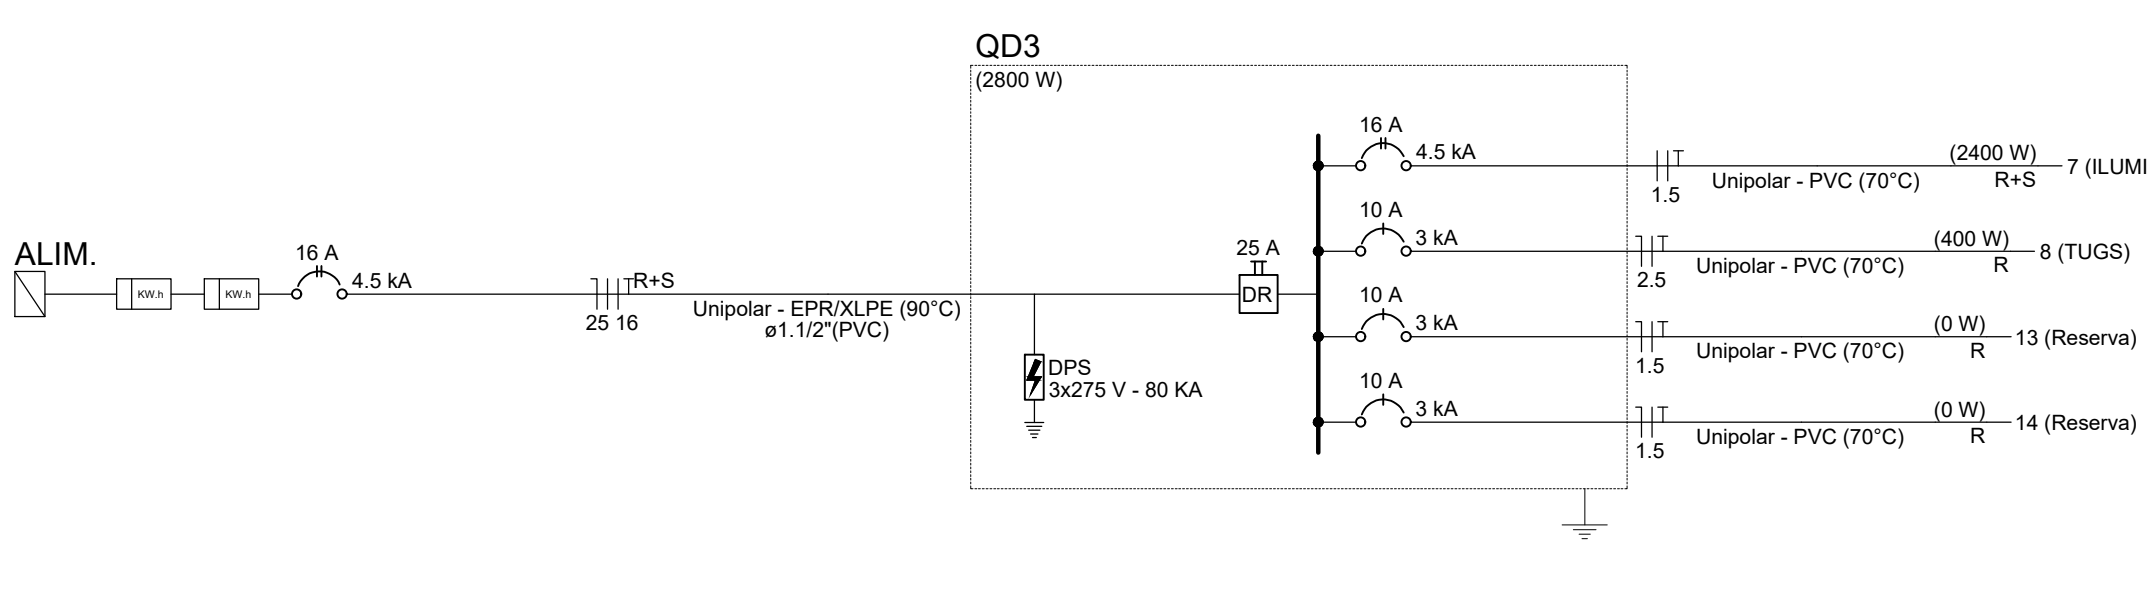 QD3
(2800 W)
16 A
4.5 kA
(2400 W)
7 (ILUMI
1.5
Unipolar - PVC (70°C)
R+S
10 A
3 kA
(400 W)
8 (TUGS)
2.5
Unipolar - PVC (70°C)
R
ALIM.
KW.h
KW.h
16 A
4.5 kA
R+S
25 16
Unipolar - EPR/XLPE (90°C)
ø1.1/2"(PVC)
25 A
DR
DPS
3x275 V - 80 KA
10 A
3 kA
(0 W)
13 (Reserva)
1.5
Unipolar - PVC (70°C)
R
10 A
3 kA
(0 W)
14 (Reserva)
1.5
Unipolar - PVC (70°C)
R